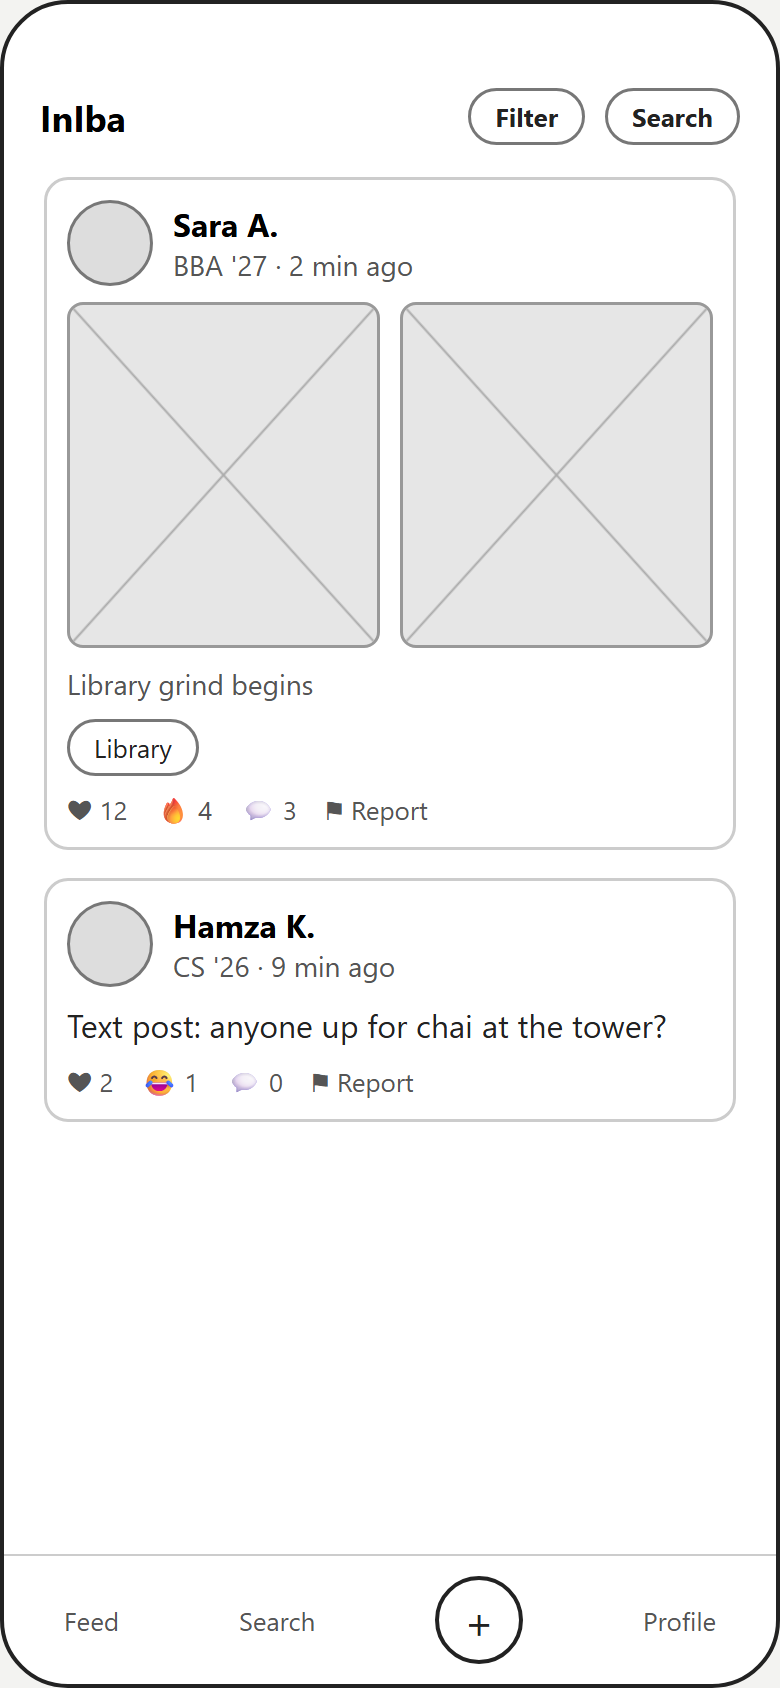 InIba
Filter
Search
Sara A.
BBA '27 · 2 min ago
Library grind begins
Library
♥ 12 🔥 4 💬 3 ⚑ Report
Hamza K.
CS '26 · 9 min ago
Text post: anyone up for chai at the tower?
♥ 2 😂 1 💬 0 ⚑ Report
Feed
Search
+
Profile